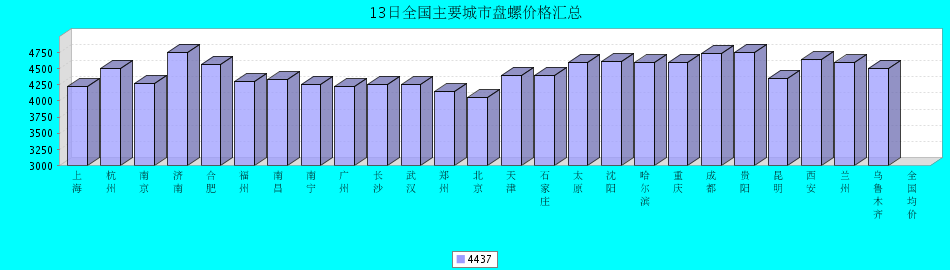 13日全国主要城市盘螺价格汇总
4750
4500
4250
4000
3750
3500
3250
3000
上海
杭州
南京
济南
合肥
福州
南昌
南宁
广州
长沙
武汉
郑州
北京
天津
石家庄
太原
沈阳
哈尔滨
重庆
成都
贵阳
昆明
西安
兰州
乌鲁木齐
全国均价
4437